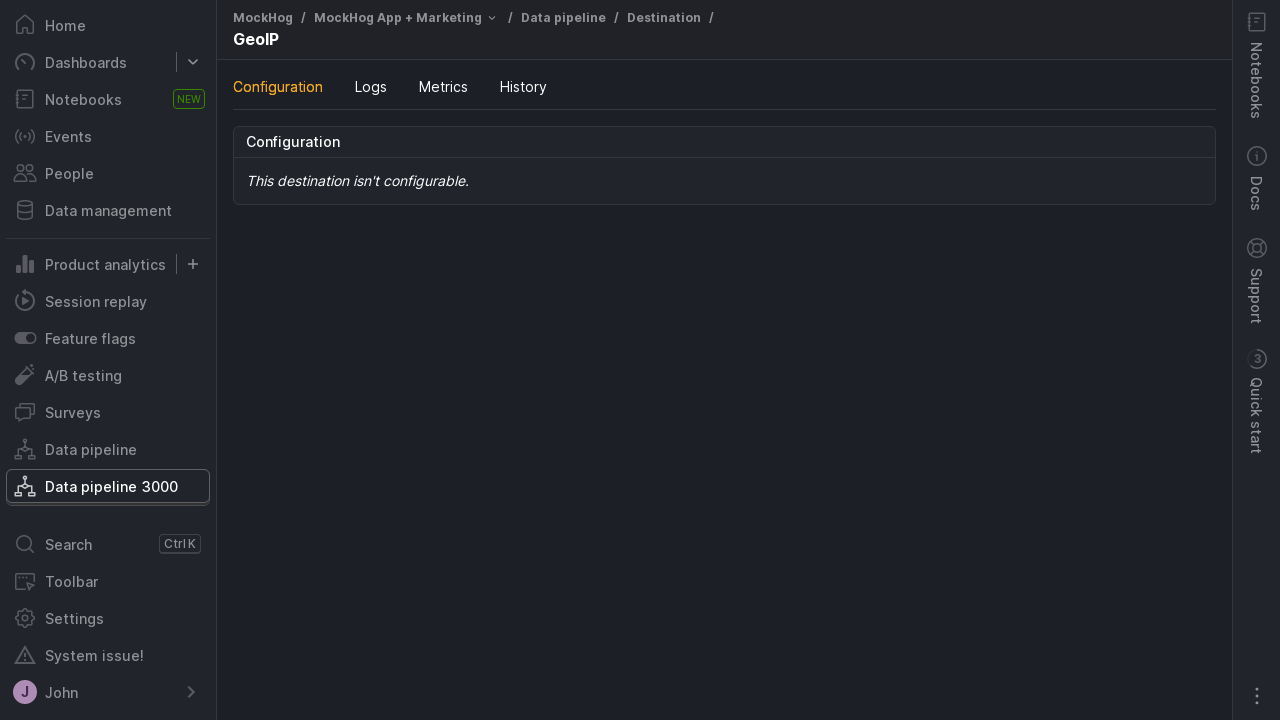 Home
Dashboards
Notebooks NEW
Events
People
Data management
Product analytics
Session replay
Feature flags
A/B testing
Surveys
Data pipeline
Data pipeline 3000
Search Ctrl K
Toolbar
Settings
System issue!
J John
MockHog / MockHog App + Marketing / Data pipeline / Destination /
GeoIP
Configuration Logs Metrics History
Configuration
This destination isn't configurable.
Notebooks
Docs
Support
3
Quick start